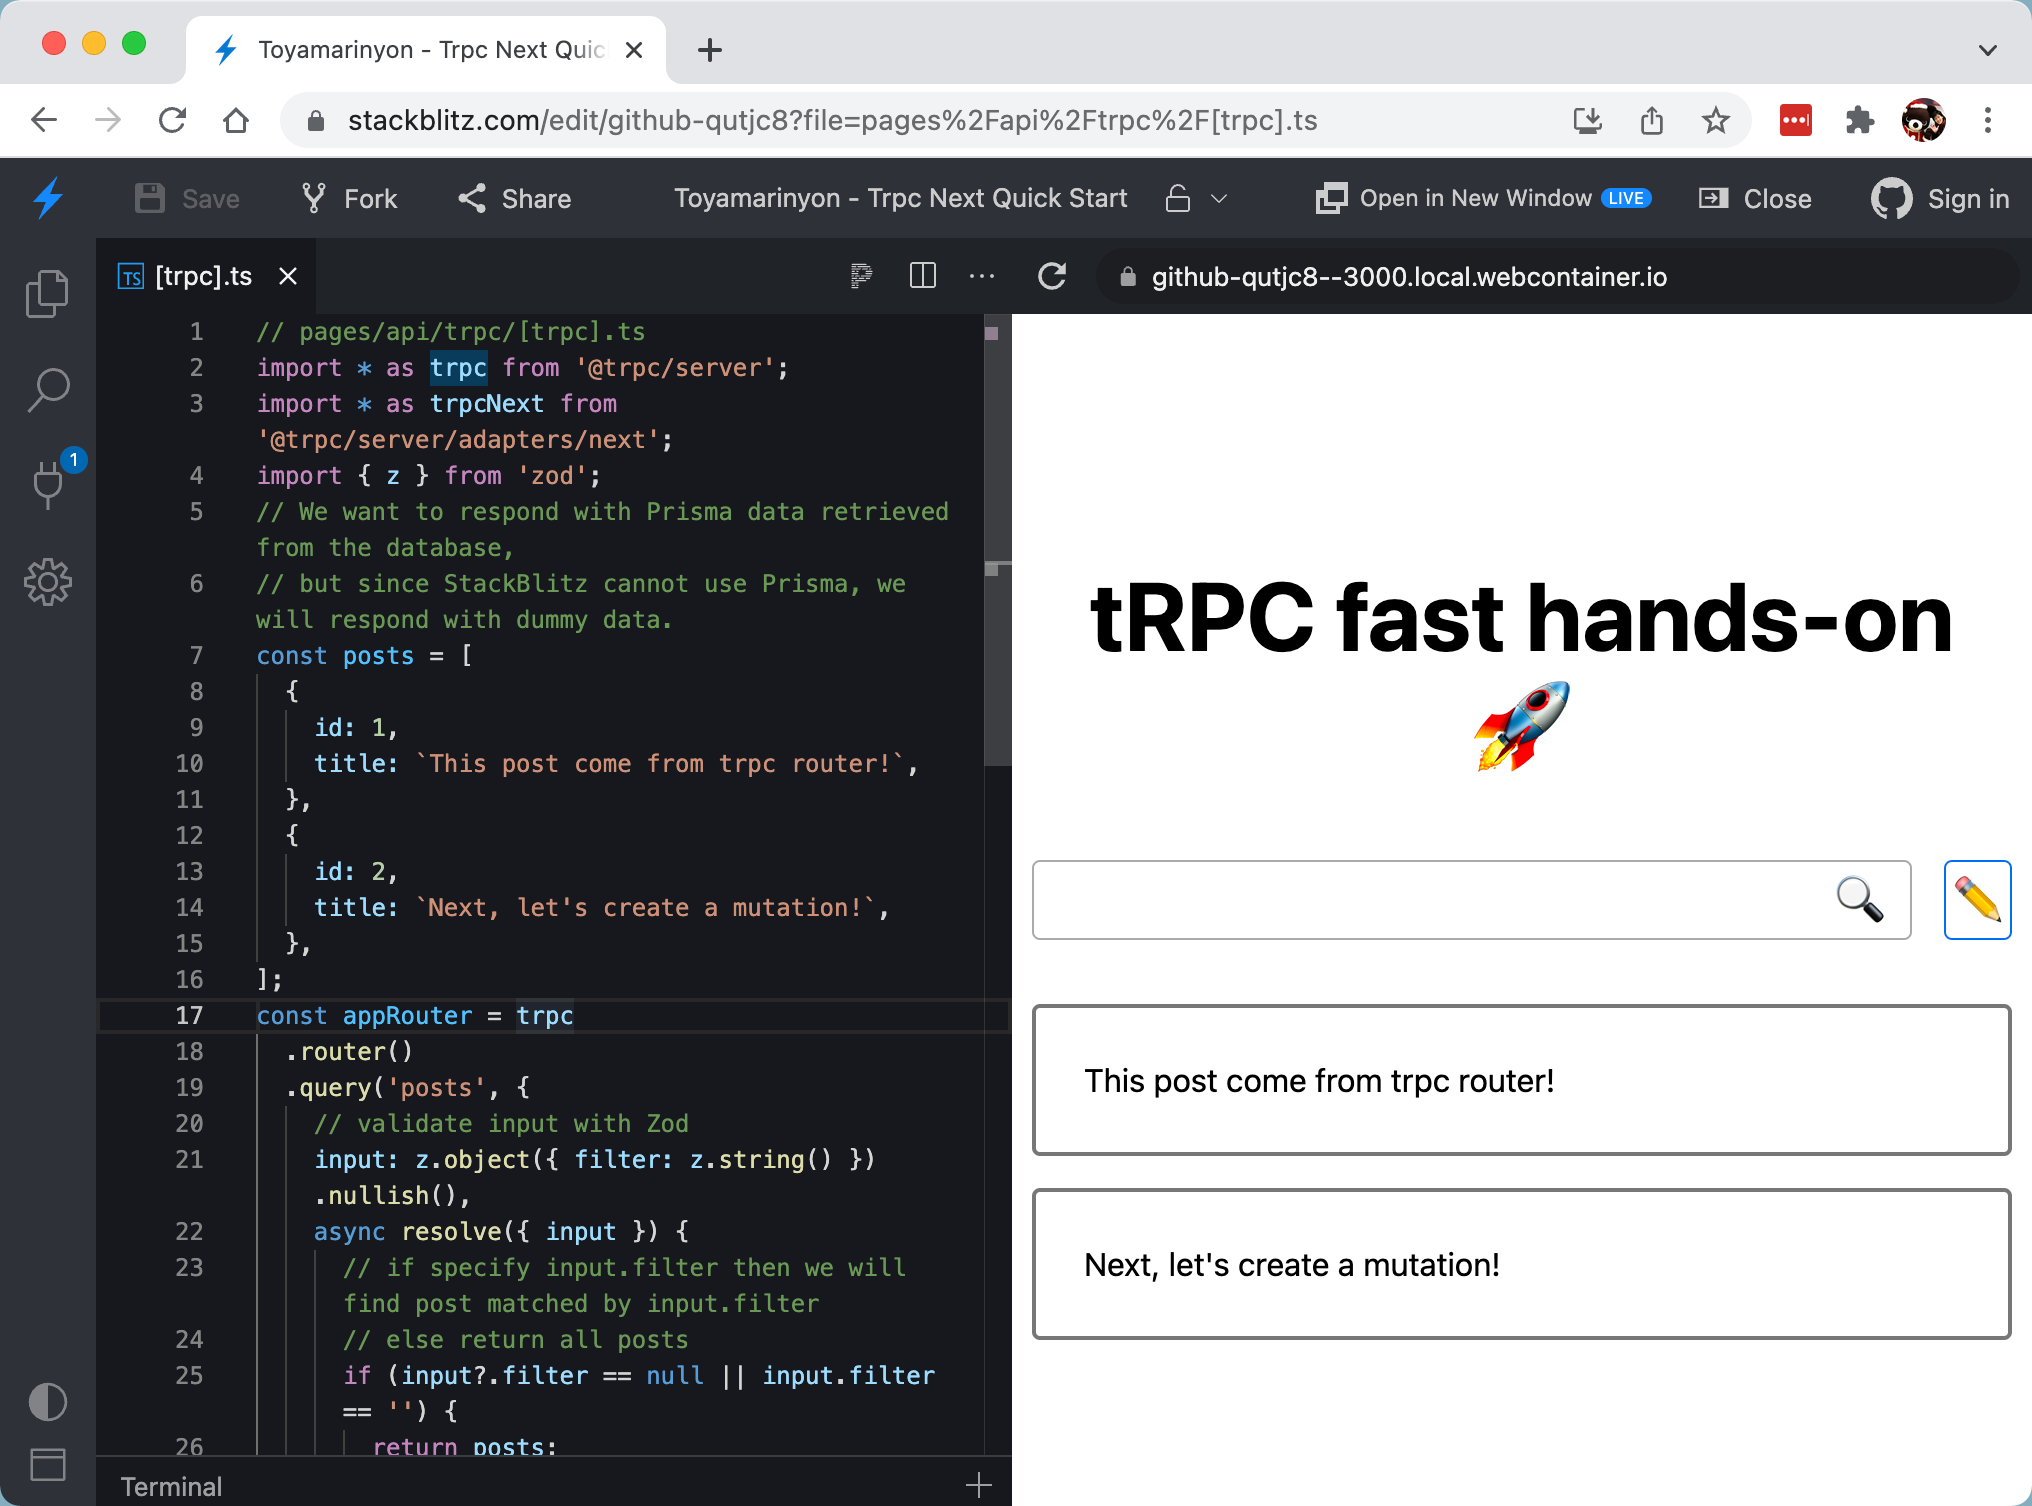 Toyamarinyon - Trpc Next Quic
stackblitz.com/edit/github-qutjc8?file=pages%2Fapi%2Ftrpc%2F[trpc].ts
Save
Fork
Share
Toyamarinyon - Trpc Next Quick Start
Open in New Window LIVE
Close
Sign in
TS [trpc].ts
github-qutjc8--3000.local.webcontainer.io
1
1 // pages/api/trpc/[trpc].ts
2 import * as trpc from '@trpc/server';
3 import * as trpcNext from
'@trpc/server/adapters/next';
4 import { z } from 'zod';
5 // We want to respond with Prisma data retrieved
from the database,
6 // but since StackBlitz cannot use Prisma, we
will respond with dummy data.
7 const posts = [
8 {
9 id: 1,
10 title: `This post come from trpc router!`,
11 },
12 {
13 id: 2,
14 title: `Next, let's create a mutation!`,
15 },
16 ];
17 const appRouter = trpc
18 .router()
19 .query('posts', {
20 // validate input with Zod
21 input: z.object({ filter: z.string() })
.nullish(),
22 async resolve({ input }) {
23 // if specify input.filter then we will
find post matched by input.filter
24 // else return all posts
25 if (input?.filter == null || input.filter
== '') {
26 return posts;
Terminal
tRPC fast hands-on
🚀
This post come from trpc router!
Next, let's create a mutation!